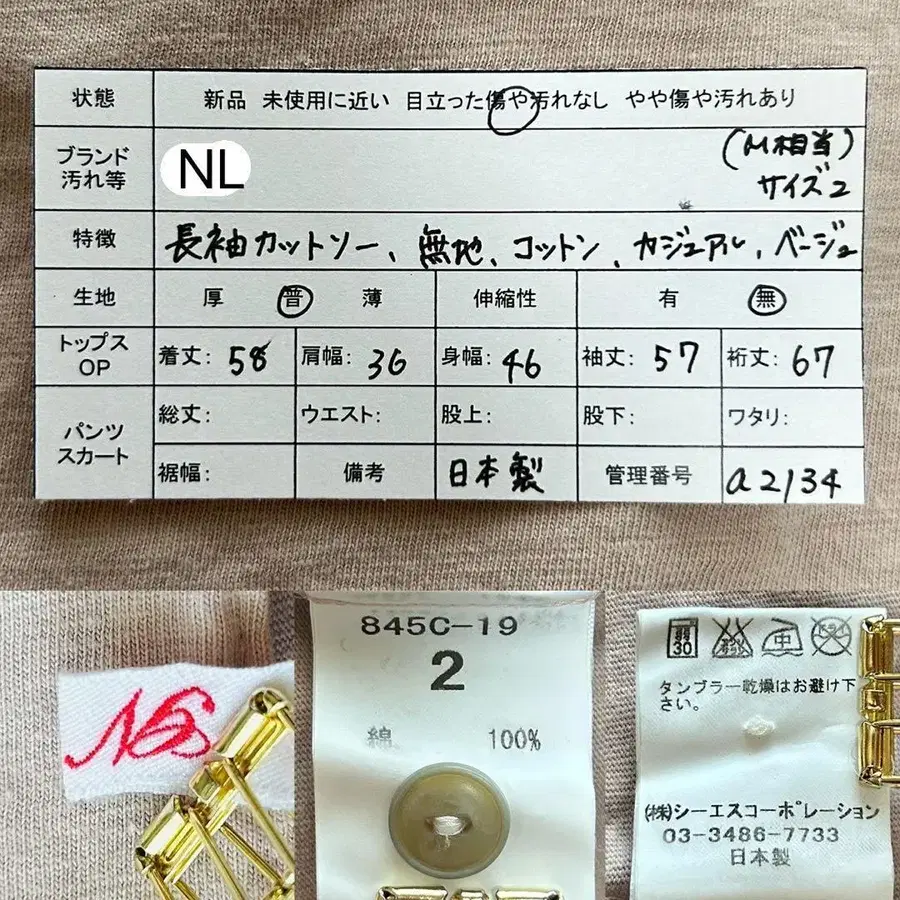 状態 新品 未使用に近い 目立った傷や汚れなし やや傷や汚れあり
ブランド 汚れ等 NL (M相当) サイズ2
特徴 長袖カットソー、無地、コットン、カジュアル、ベージュ
生地 厚 普 薄 伸縮性 有 無
トップス OP 着丈: 58 肩幅: 36 身幅: 46 袖丈: 57 裄丈: 67
パンツ スカート 総丈: ウエスト: 股上: 股下: ワタリ:
裾幅: 備考 日本製 管理番号 a2134
845C-19
2
綿 100%
弱 30 中
タンブラー乾燥はお避け下
さい。
(株)シーエスコーポレーション
03-3486-7733
日本製